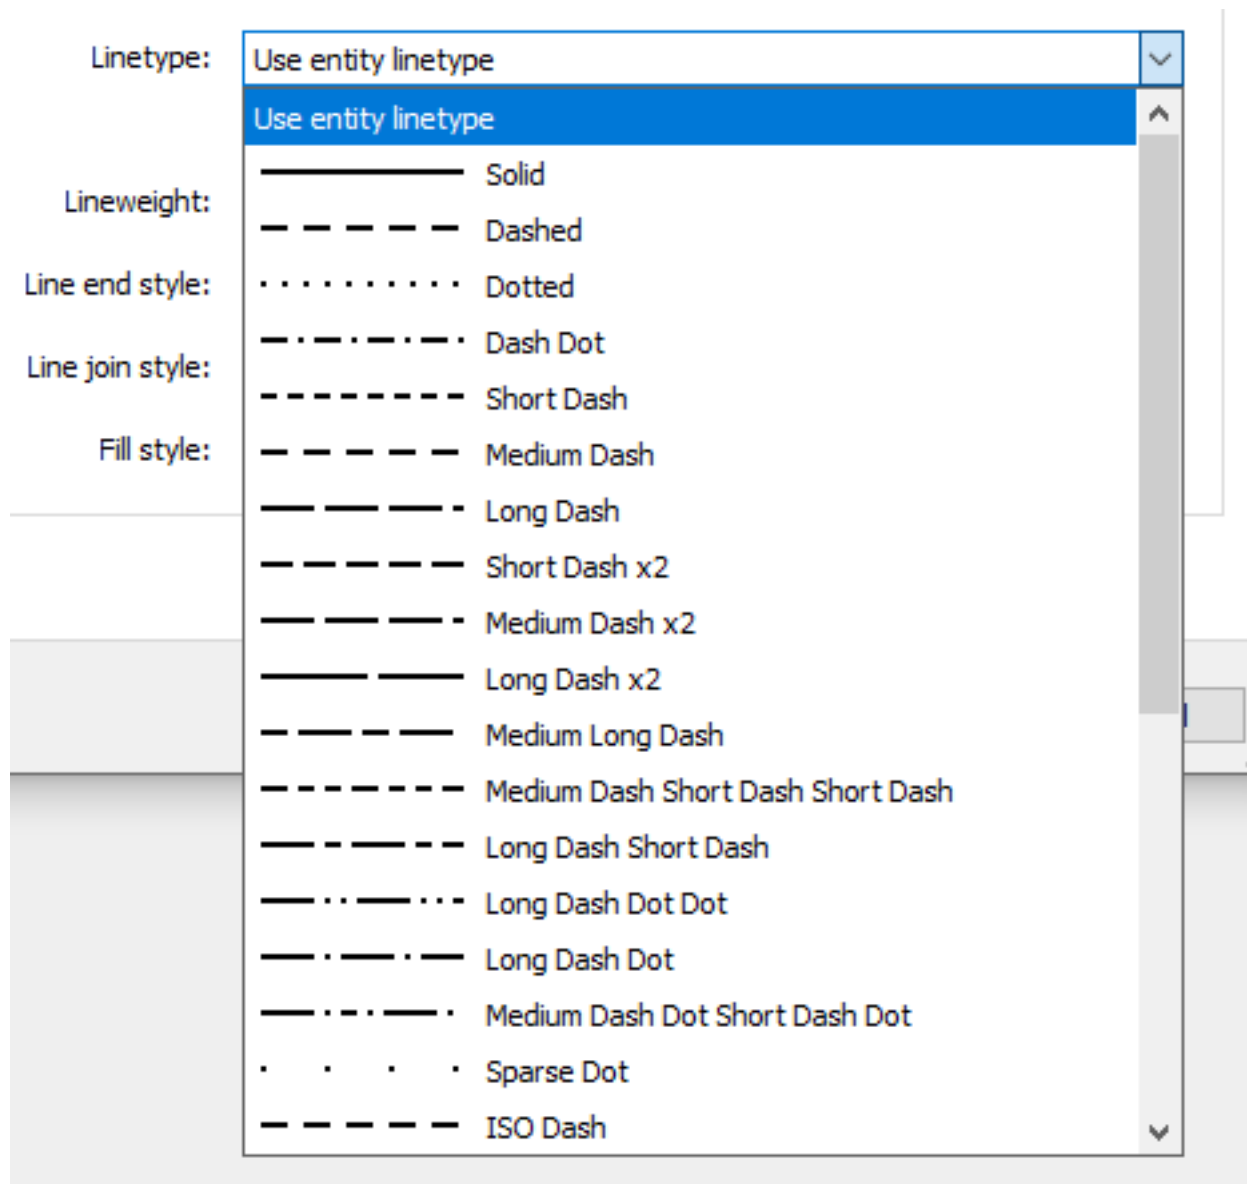 Linetype: Use entity linetype
Use entity linetype
Solid
Lineweight:
Dashed
Line end style:
Dotted
Dash Dot
Line join style:
Short Dash
Fill style:
Medium Dash
Long Dash
Short Dash x2
Medium Dash x2
Long Dash x2
Medium Long Dash
Medium Dash Short Dash Short Dash
Long Dash Short Dash
Long Dash Dot Dot
Long Dash Dot
Medium Dash Dot Short Dash Dot
Sparse Dot
ISO Dash